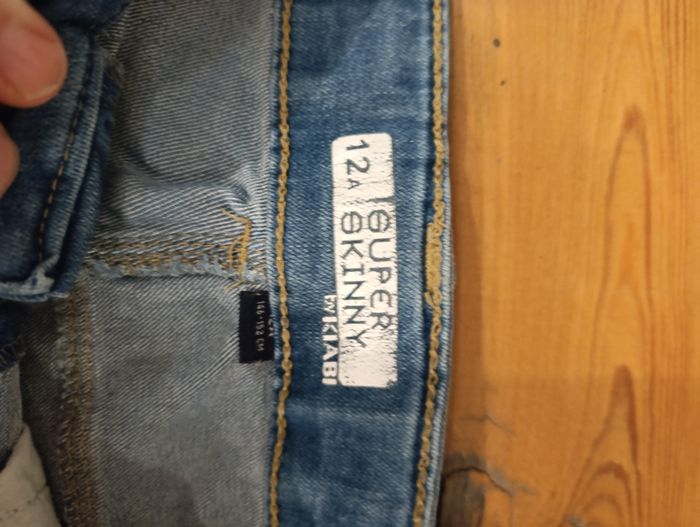 12A
SUPER
SKINNY
by KIABI
146-152 CM